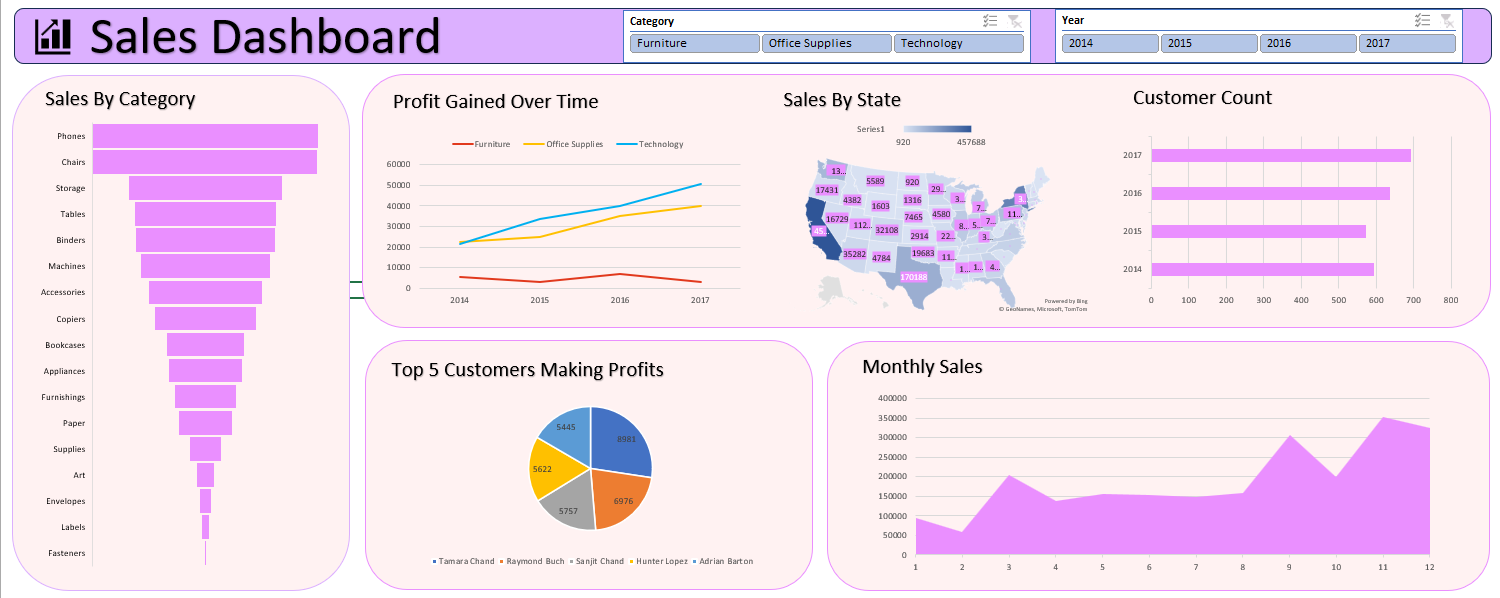 Sales Dashboard
Category
Furniture Office Supplies Technology
Year
2014 2015 2016 2017
Sales By Category
Phones
Chairs
Storage
Tables
Binders
Machines
Accessories
Copiers
Bookcases
Appliances
Furnishings
Paper
Supplies
Art
Envelopes
Labels
Fasteners
Profit Gained Over Time
Furniture Office Supplies Technology
60000
50000
40000
30000
20000
10000
0
2014 2015 2016 2017
Sales By State
Series1
920 457688
13...
5589
920
29...
17431
4382
1603
1316
3...
7...
3...
16729
112...
32108
7465
4580
8...
5...
7...
11...
45...
2914
22...
3...
35282
4784
19683
11...
170188
1...
1...
4...
Powered by Bing
© GeoNames, Microsoft, TomTom
Customer Count
2017
2016
2015
2014
0 100 200 300 400 500 600 700 800
Top 5 Customers Making Profits
5445
8981
5622
6976
5757
Tamara Chand Raymond Buch Sanjit Chand Hunter Lopez Adrian Barton
Monthly Sales
400000
350000
300000
250000
200000
150000
100000
50000
0
1 2 3 4 5 6 7 8 9 10 11 12